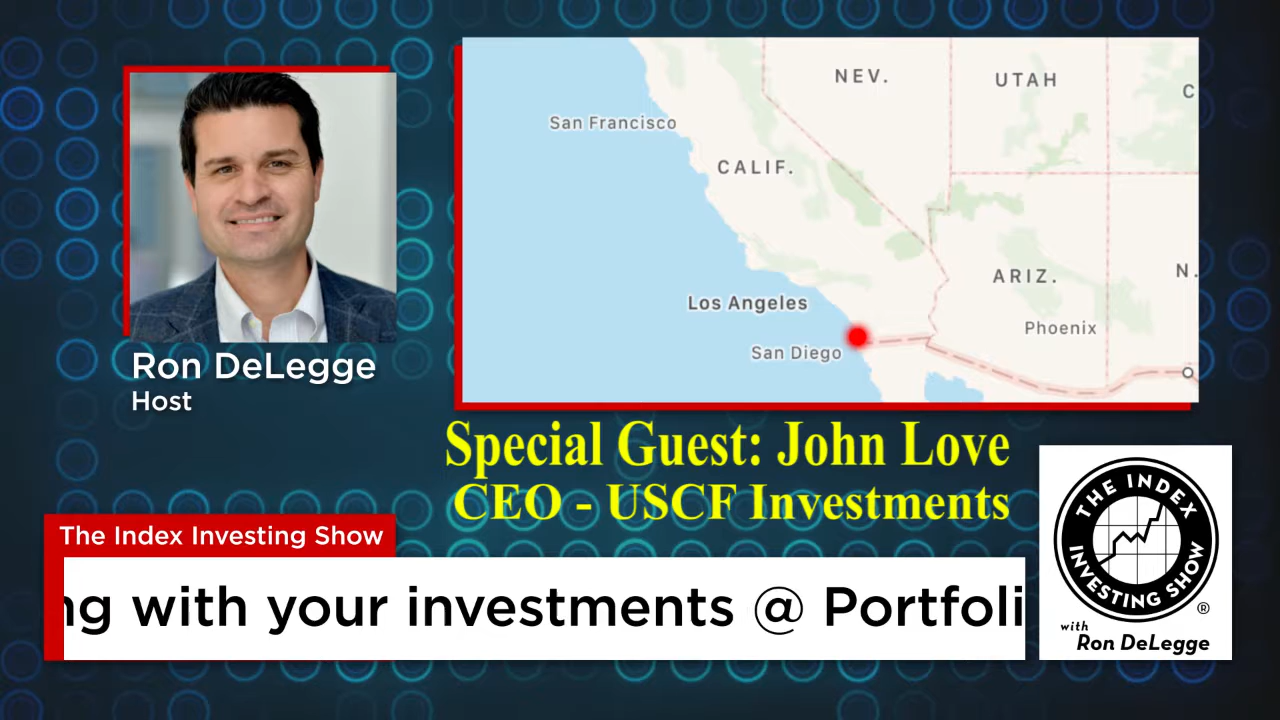 NEV.
UTAH
C
San Francisco
CALIF.
ARIZ.
N.
Los Angeles
Phoenix
San Diego
Ron DeLegge
Host
Special Guest: John Love
CEO - USCF Investments
The Index Investing Show
ng with your investments @ Portfoli
THE INDEX
INVESTING SHOW
®
with
Ron DeLegge